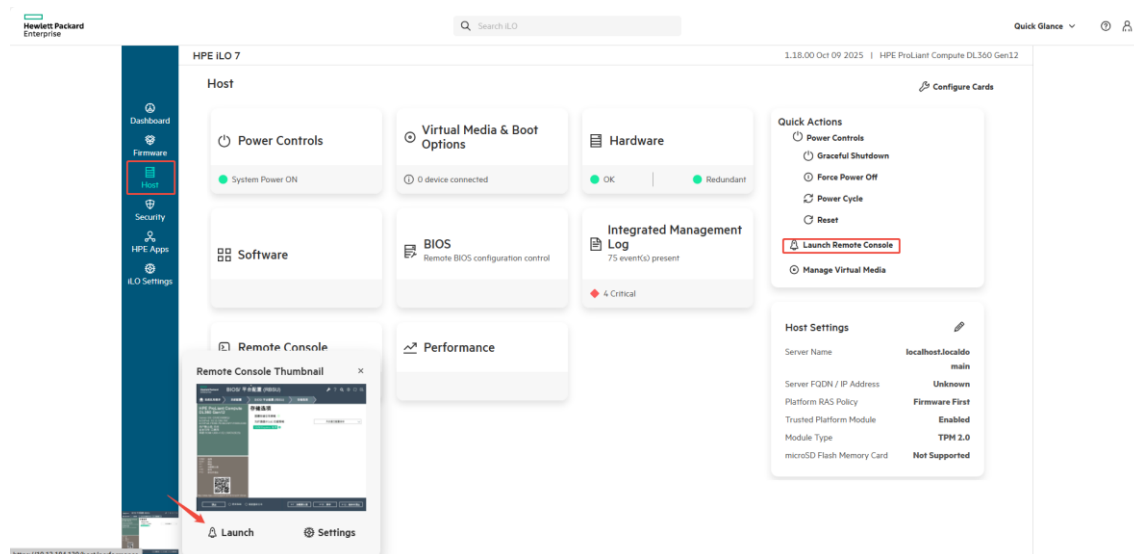 Hewlett Packard
Enterprise
Search iLO
Quick Glance
HPE iLO 7
1.18.00 Oct 09 2025 | HPE ProLiant Compute DL360 Gen12
Host
Configure Cards
Dashboard
Firmware
Host
Security
HPE Apps
iLO Settings
Power Controls
System Power ON
Virtual Media & Boot
Options
0 device connected
Hardware
OK
Redundant
Software
BIOS
Remote BIOS configuration control
Integrated Management
Log
75 event(s) present
4 Critical
Remote Console
Performance
Quick Actions
Power Controls
Graceful Shutdown
Force Power Off
Power Cycle
Reset
Launch Remote Console
Manage Virtual Media
Host Settings
Server Name localhost.localdo
main
Server FQDN / IP Address Unknown
Platform RAS Policy Firmware First
Trusted Platform Module Enabled
Module Type TPM 2.0
microSD Flash Memory Card Not Supported
Remote Console Thumbnail
存储选项
Launch
Settings